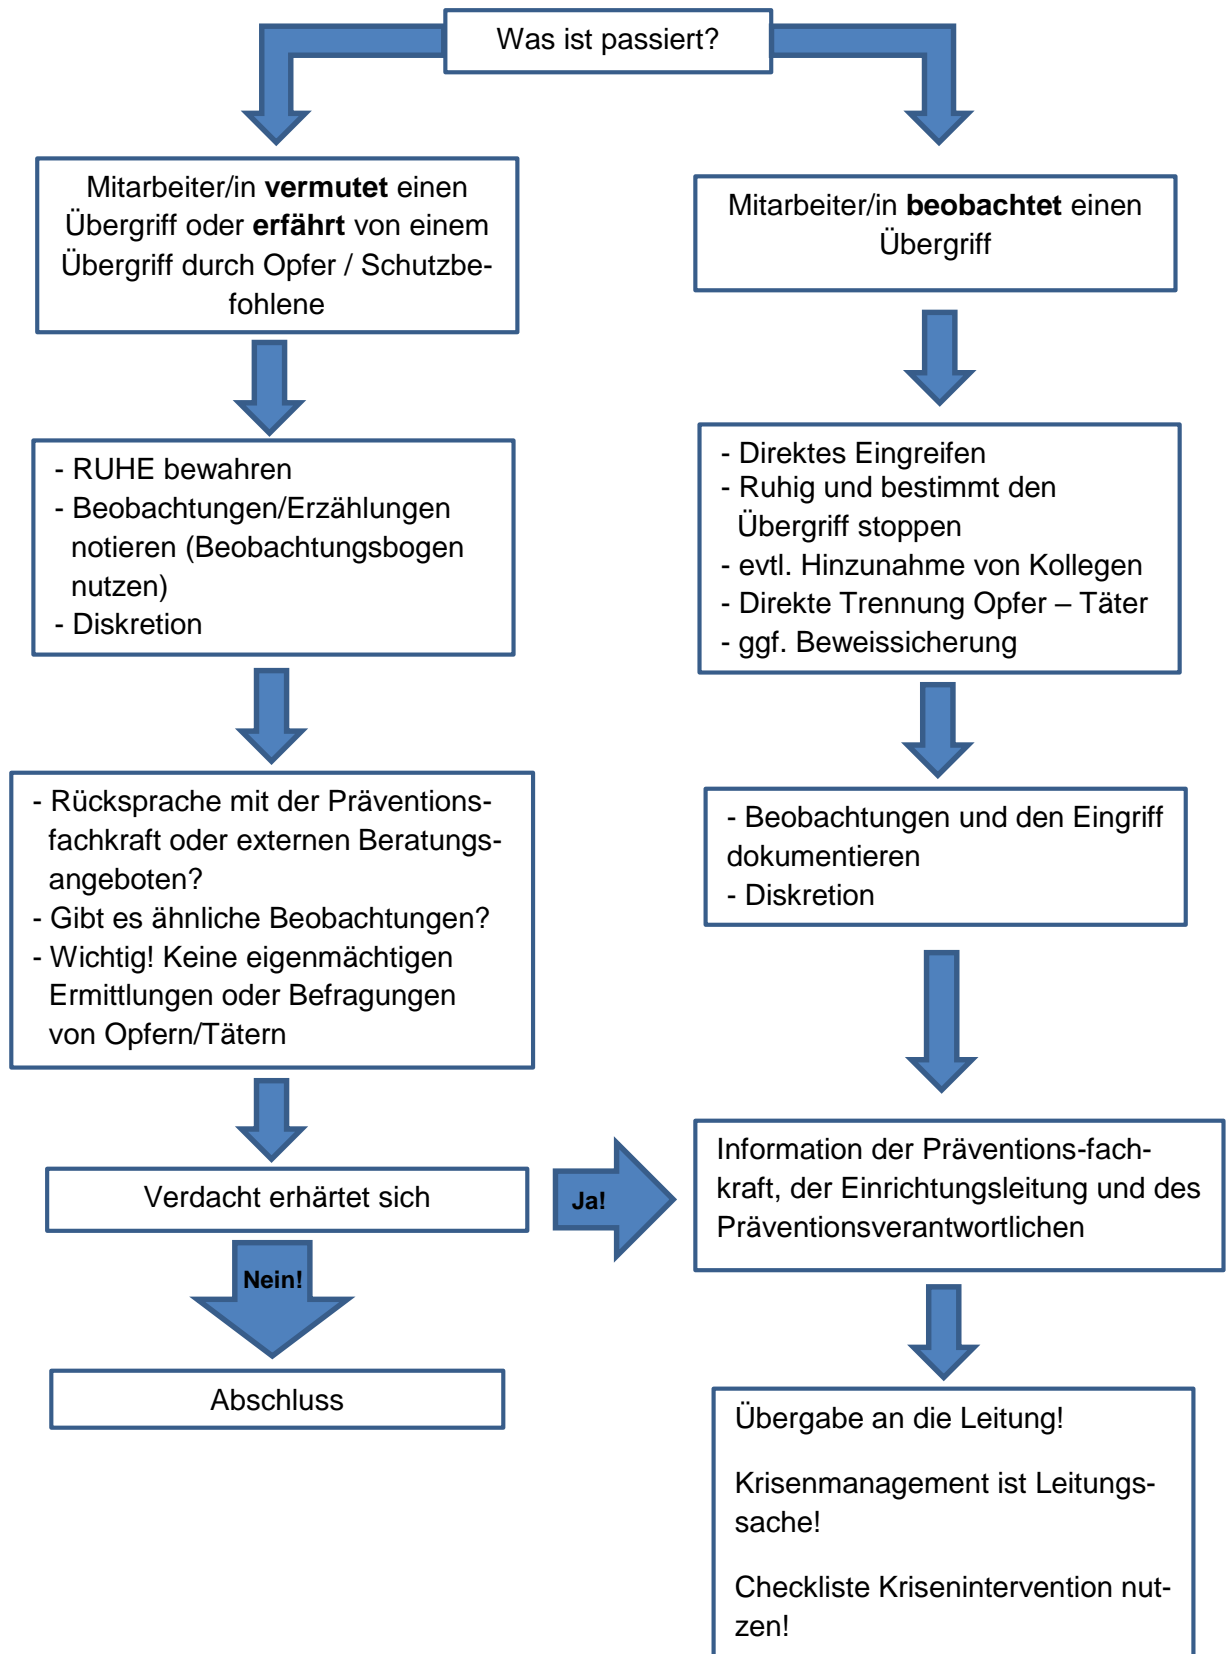 Was ist passiert?
Mitarbeiter/in vermutet einen
Übergriff oder erfährt von einem
Übergriff durch Opfer / Schutzbe-
fohlene
- RUHE bewahren
- Beobachtungen/Erzählungen
notieren (Beobachtungsbogen
nutzen)
- Diskretion
- Rücksprache mit der Präventions-
fachkraft oder externen Beratungs-
angeboten?
- Gibt es ähnliche Beobachtungen?
- Wichtig! Keine eigenmächtigen
Ermittlungen oder Befragungen
von Opfern/Tätern
Verdacht erhärtet sich
Ja!
Nein!
Abschluss
Mitarbeiter/in beobachtet einen
Übergriff
- Direktes Eingreifen
- Ruhig und bestimmt den
Übergriff stoppen
- evtl. Hinzunahme von Kollegen
- Direkte Trennung Opfer – Täter
- ggf. Beweissicherung
- Beobachtungen und den Eingriff
dokumentieren
- Diskretion
Information der Präventions-fach-
kraft, der Einrichtungsleitung und des
Präventionsverantwortlichen
Übergabe an die Leitung!
Krisenmanagement ist Leitungs-
sache!
Checkliste Krisenintervention nut-
zen!